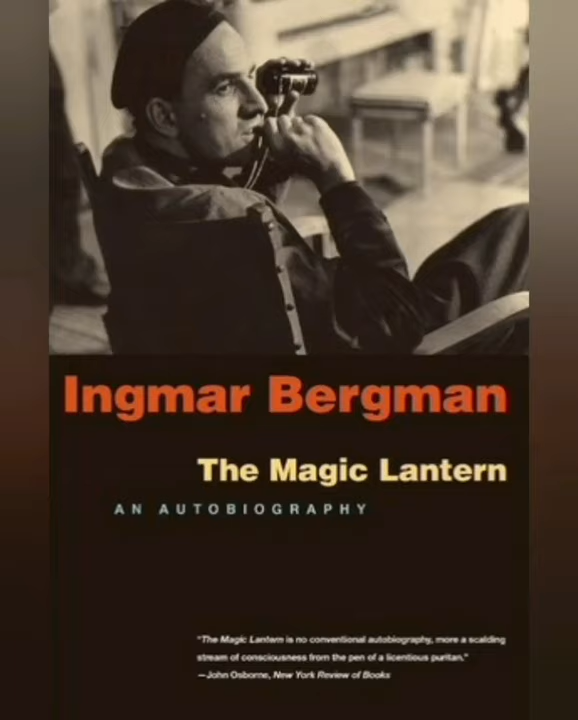 Ingmar Bergman
The Magic Lantern
AN AUTOBIOGRAPHY
"The Magic Lantern is no conventional autobiography, more a scalding
stream of consciousness from the pen of a licentious puritan."
—John Osborne, New York Review of Books